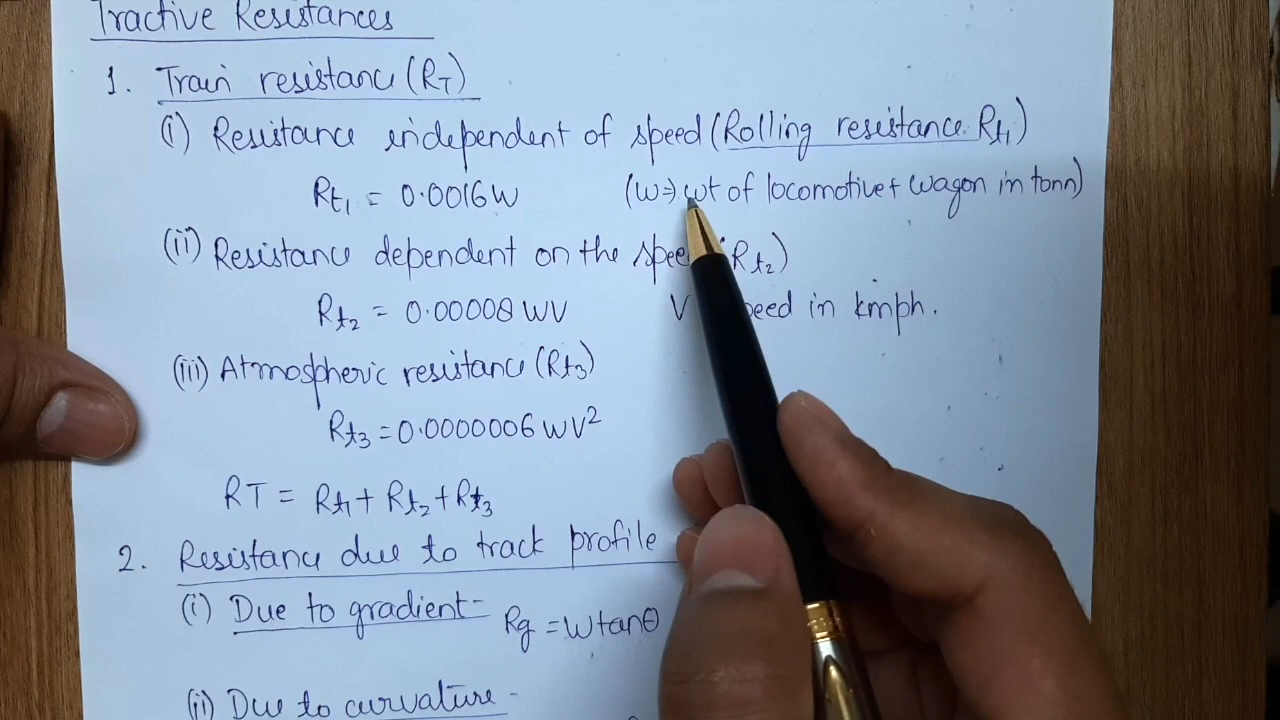 Tractive Resistances
1. Train resistance (RT)
(i) Resistance independent of speed (Rolling resistance Rt1)
Rt1 = 0.0016W (W⇒ wt of locomotive + wagon in tonn)
(ii) Resistance dependent on the (Rt2)
Rt2 = 0.00008 WV V in kmph.
(iii) Atmospheric resistance (Rt3)
Rt3 = 0.0000006 WV²
RT = Rt1 + Rt2 + Rt3
2. Resistance due to track profile
(i) Due to gradient - Rg = W tanθ
(ii) Due to curvature -